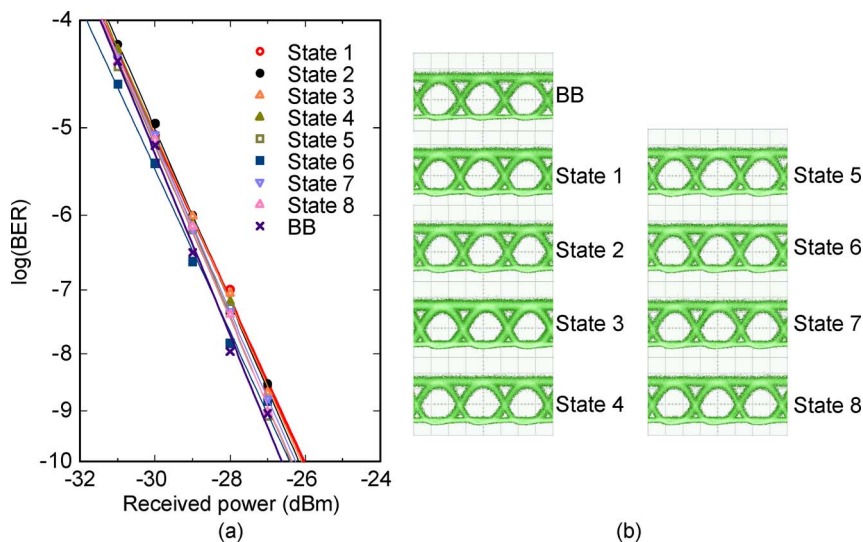 -4
-5
-6
-7
-8
-9
-10
log(BER)
-32
-30
-28
-26
-24
Received power (dBm)
State 1
State 2
State 3
State 4
State 5
State 6
State 7
State 8
BB
(a)
BB
State 1
State 2
State 3
State 4
State 5
State 6
State 7
State 8
(b)